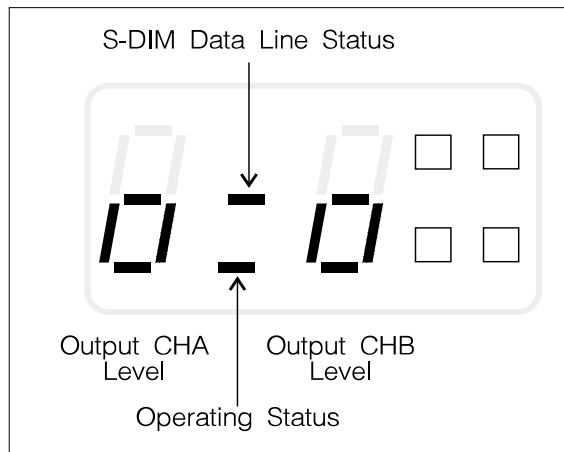 S-DIM Data Line Status
Output CHA
Level
Output CHB
Level
Operating Status